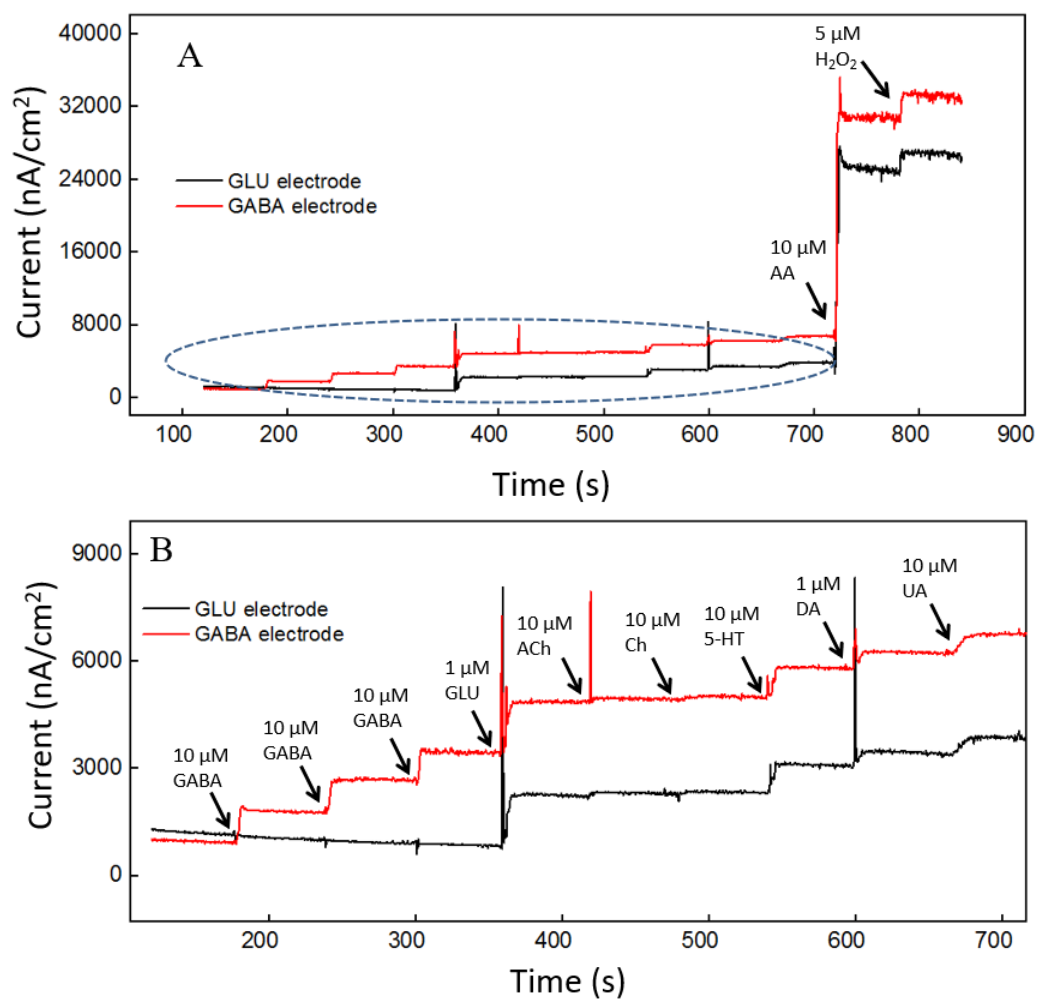 A
40000
32000
24000
16000
8000
0
Current (nA/cm²)
GLU electrode
GABA electrode
5 µM
H₂O₂
10 µM
AA
100 200 300 400 500 600 700 800 900
Time (s)
B
9000
6000
3000
0
Current (nA/cm²)
GLU electrode
GABA electrode
10 µM
GABA
10 µM
GABA
10 µM
GABA
1 µM
GLU
10 µM
ACh
10 µM
Ch
10 µM
5-HT
1 µM
DA
10 µM
UA
200 300 400 500 600 700
Time (s)